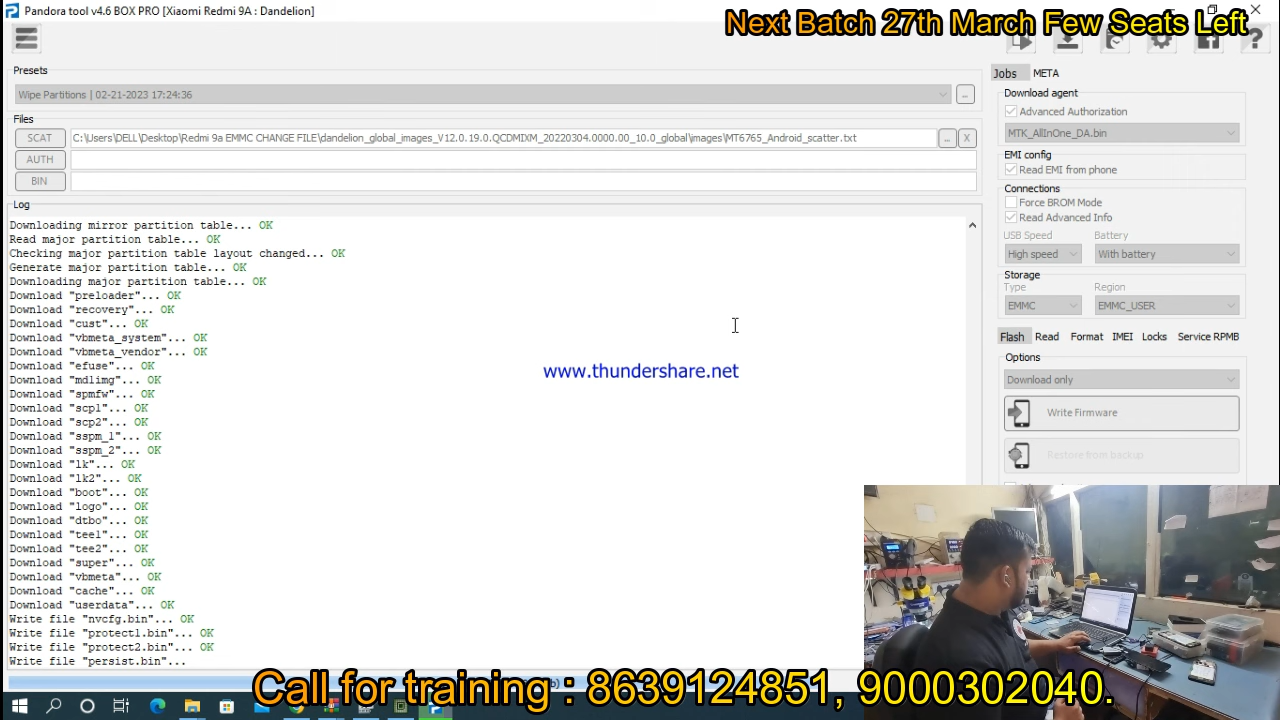 Pandora tool v4.6 BOX PRO [Xiaomi Redmi 9A : Dandelion]
Next Batch 27th March Few Seats Left
Presets
Wipe Partitions | 02-21-2023 17:24:36
...
Files
SCAT
C:\Users\DELL\Desktop\Redmi 9a EMMC CHANGE FILE\dandelion_global_images_V12.0.19.0.QCDMIXM_20220304.0000.00_10.0_global\images\MT6765_Android_scatter.txt
...
X
AUTH
BIN
Log
Downloading mirror partition table... OK
Read major partition table... OK
Checking major partition table layout changed... OK
Generate major partition table... OK
Downloading major partition table... OK
Download "preloader"... OK
Download "recovery"... OK
Download "cust"... OK
Download "vbmeta_system"... OK
Download "vbmeta_vendor"... OK
Download "efuse"... OK
Download "md1img"... OK
Download "spmfw"... OK
Download "scp1"... OK
Download "scp2"... OK
Download "sspm_1"... OK
Download "sspm_2"... OK
Download "lk"... OK
Download "lk2"... OK
Download "boot"... OK
Download "logo"... OK
Download "dtbo"... OK
Download "tee1"... OK
Download "tee2"... OK
Download "super"... OK
Download "vbmeta"... OK
Download "cache"... OK
Download "userdata"... OK
Write file "nvcfg.bin"... OK
Write file "protect1.bin"... OK
Write file "protect2.bin"... OK
Write file "persist.bin"...
www.thundershare.net
Jobs META
Download agent
Advanced Authorization
MTK_AllInOne_DA.bin
EMI config
Read EMI from phone
Connections
Force BROM Mode
Read Advanced Info
USB Speed Battery
High speed With battery
Storage
Type Region
EMMC EMMC_USER
Flash Read Format IMEI Locks Service RPMB
Options
Download only
Write Firmware
Restore from backup
Call for training : 8639124851, 9000302040.